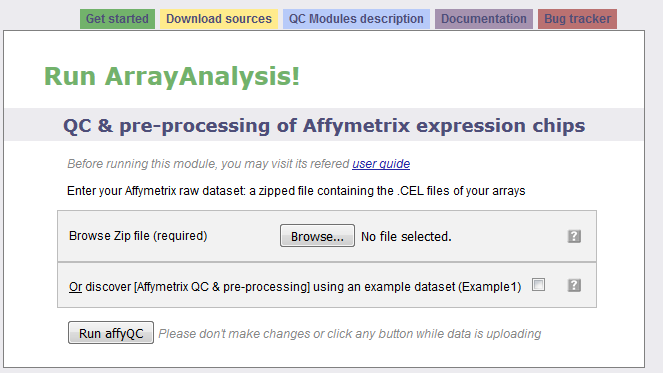 Get started Download sources QC Modules description Documentation Bug tracker
Run ArrayAnalysis!
QC & pre-processing of Affymetrix expression chips
Before running this module, you may visit its refered user guide
Enter your Affymetrix raw dataset: a zipped file containing the .CEL files of your arrays
Browse Zip file (required) Browse... No file selected. ?
Or discover [Affymetrix QC & pre-processing] using an example dataset (Example1) ?
Run affyQC Please don't make changes or click any button while data is uploading